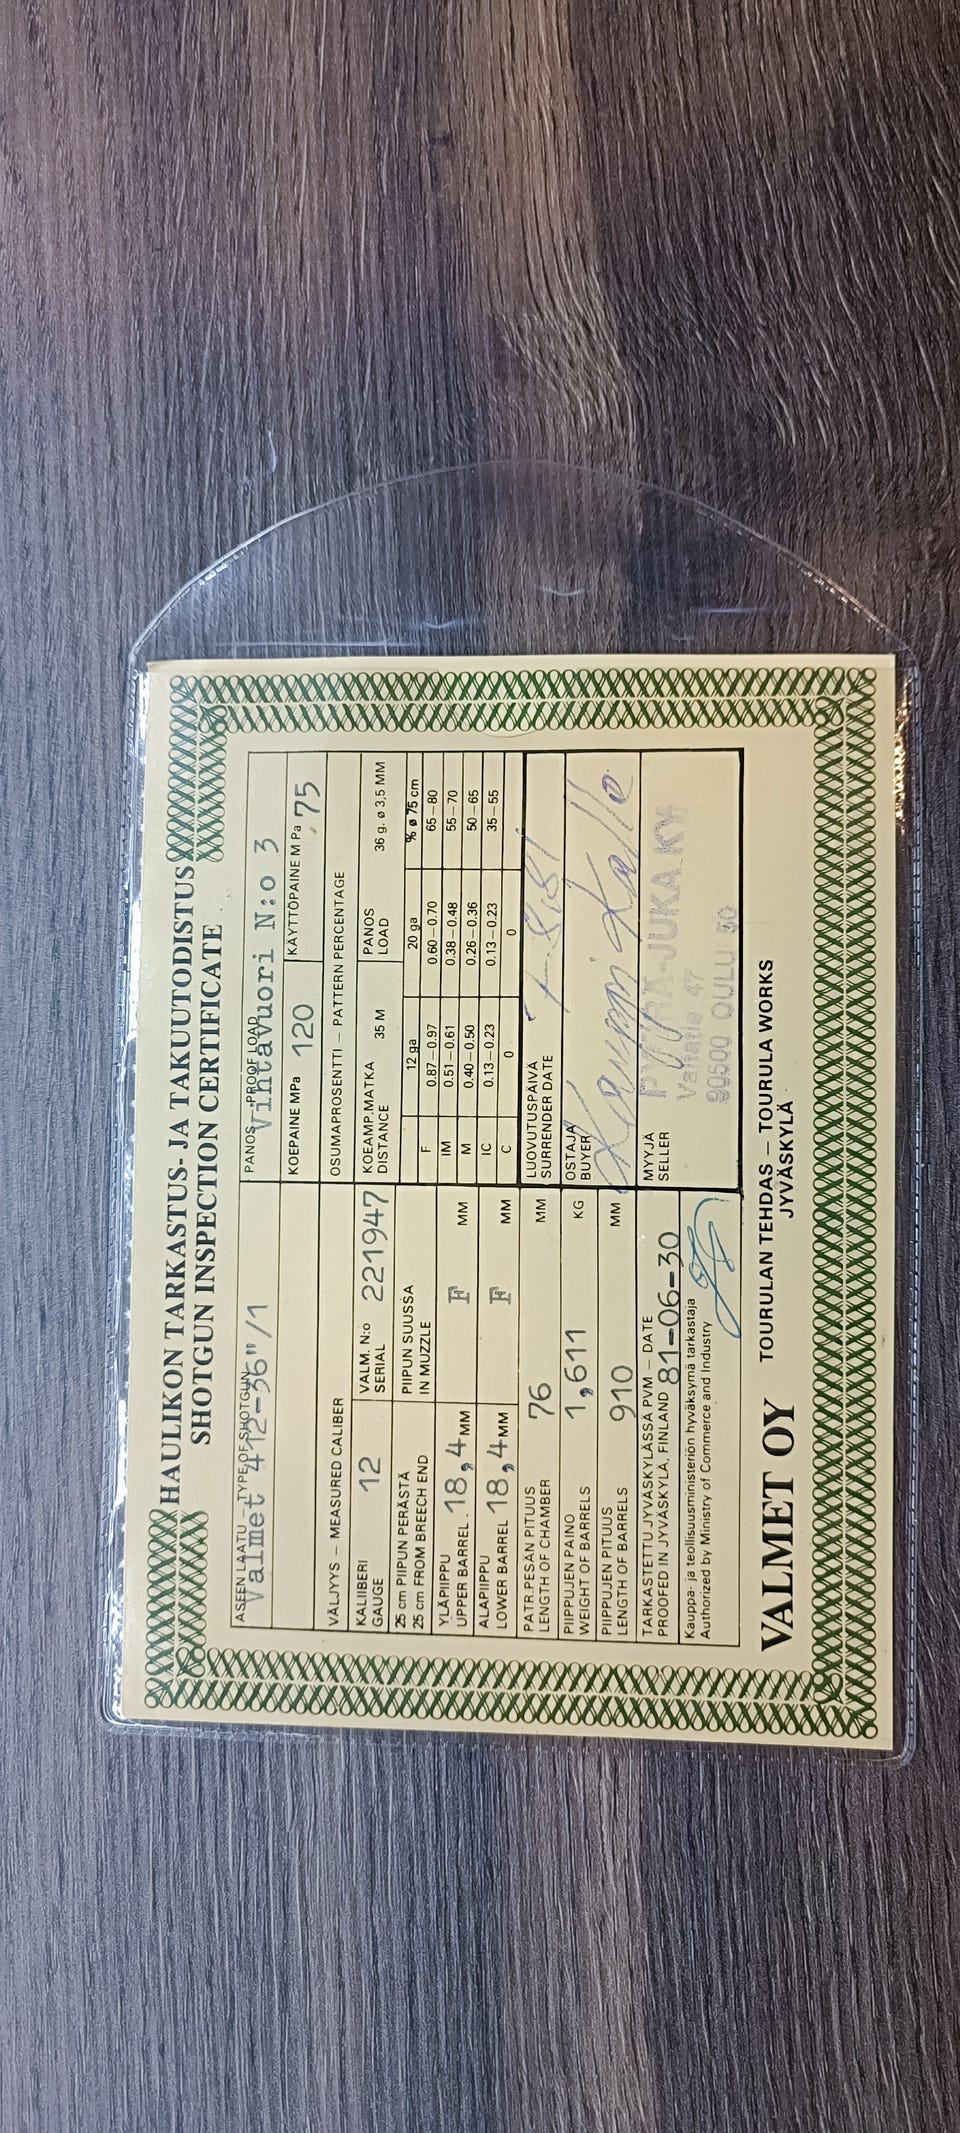 HAULIKON TARKASTUS- JA TAKUUTODISTUS
SHOTGUN INSPECTION CERTIFICATE
ASEEN LAATU – TYPE OF SHOTGUN
Valmet 412-36"/1
VÄLJYYS – MEASURED CALIBER
KALIIBERI
GAUGE
12
VALM. N:o
SERIAL
221947
25 cm PIIPUN PERÄSTÄ
25 cm FROM BREECH END
PIIPUN SUUSSA
IN MUZZLE
YLÄPIIPPU
UPPER BARREL 18,4 MM F MM
ALAPIIPPU
LOWER BARREL 18,4 MM F MM
PATR.PESÄN PITUUS
LENGTH OF CHAMBER 76 MM
PIIPPUJEN PAINO
WEIGHT OF BARRELS 1,611 KG
PIIPPUJEN PITUUS
LENGTH OF BARRELS 910 MM
TARKASTETTU JYVÄSKYLÄSSÄ PVM – DATE
PROOFED IN JYVÄSKYLÄ, FINLAND 81-06-30
Kauppa- ja teollisuusministeriön hyväksymä tarkastaja
Authorized by Ministry of Commerce and Industry
PANOS – PROOF LOAD
Vihtavuori N:o 3
KOEPAINE MPa 120
KÄYTTÖPAINE M Pa 75
OSUMAPROSENTTI – PATTERN PERCENTAGE
KOEAMP.MATKA
DISTANCE 35 M
PANOS
LOAD 36 g. ø 3,5 MM
12 ga 20 ga % ø 75 cm
F 0.87–0.97 0.60–0.70 65–80
IM 0.51–0.61 0.38–0.48 55–70
M 0.40–0.50 0.26–0.36 50–65
IC 0.13–0.23 0.13–0.23 35–55
C 0 0
LUOVUTUSPÄIVÄ
SURRENDER DATE
OSTAJA
BUYER
MYYJÄ
SELLER
PYYRÄ-JUKKA KY
Valtatie 47
90500 OULU 50
VALMET OY TOURULAN TEHDAS – TOURULA WORKS
JYVÄSKYLÄ